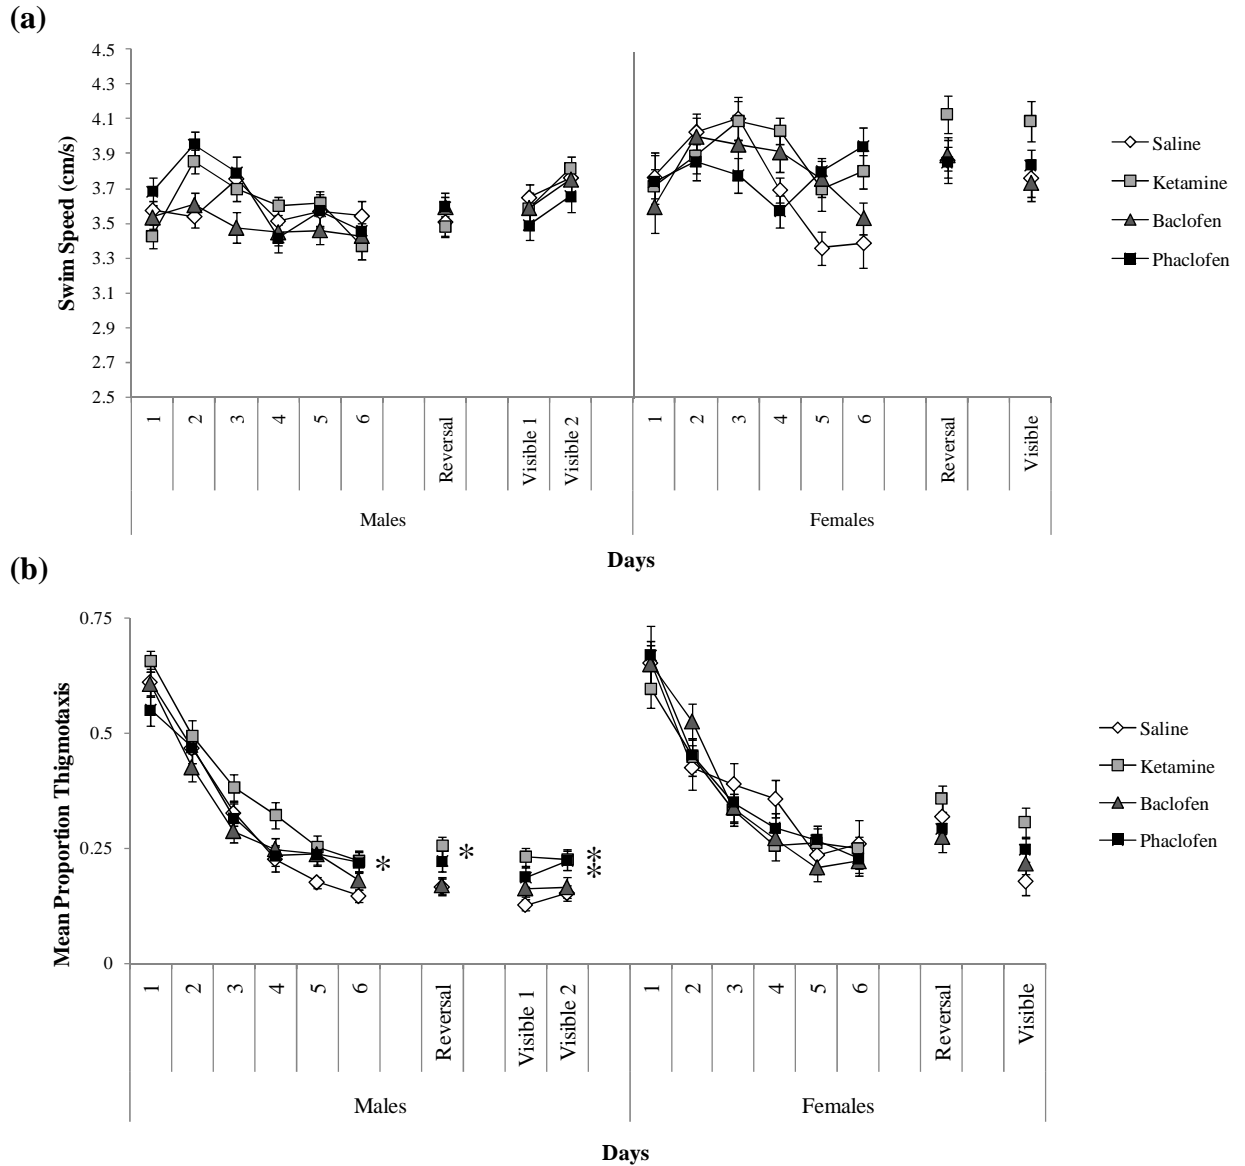 (a)
Swim Speed (cm/s)
4.5
4.3
4.1
3.9
3.7
3.5
3.3
3.1
2.9
2.7
2.5
1 2 3 4 5 6 Reversal Visible 1 Visible 2 1 2 3 4 5 6 Reversal Visible
Males Females
Days
Saline
Ketamine
Baclofen
Phaclofen
(b)
Mean Proportion Thigmotaxis
0.75
0.5
0.25
0
* * * *
1 2 3 4 5 6 Reversal Visible 1 Visible 2 1 2 3 4 5 6 Reversal Visible
Males Females
Days
Saline
Ketamine
Baclofen
Phaclofen